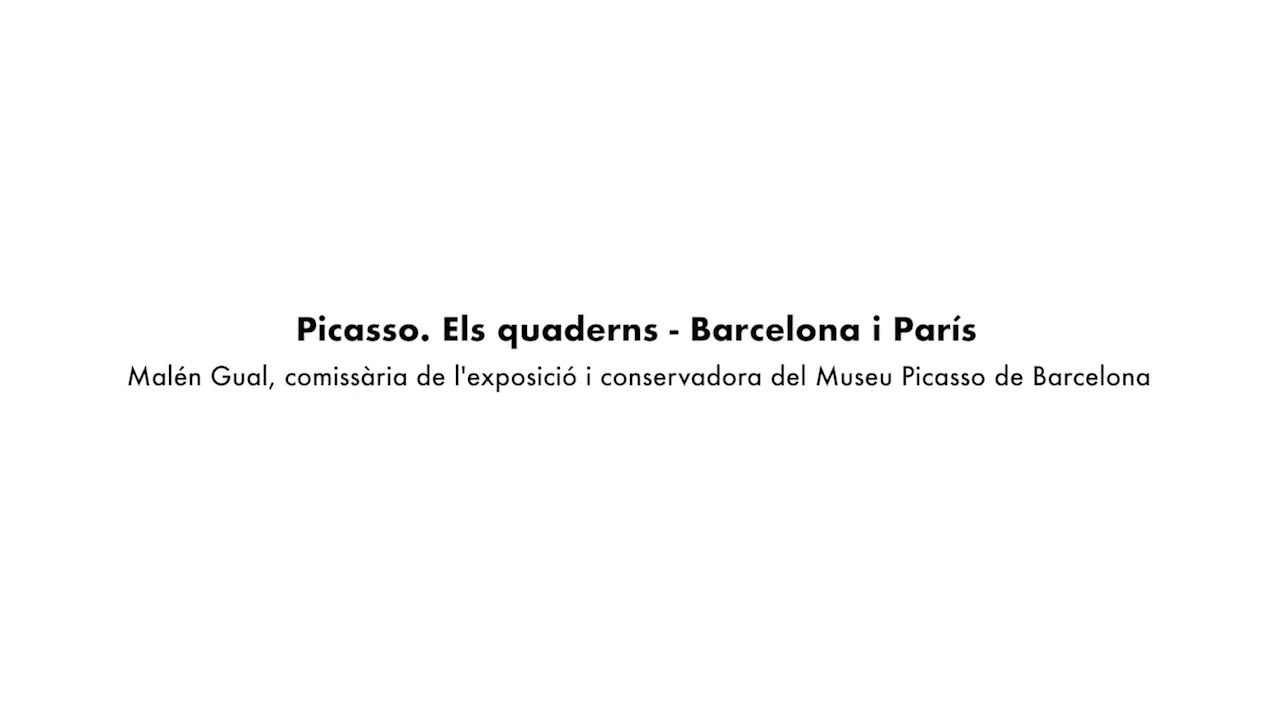 Picasso. Els quaderns - Barcelona i París
Malén Gual, comissària de l'exposició i conservadora del Museu Picasso de Barcelona